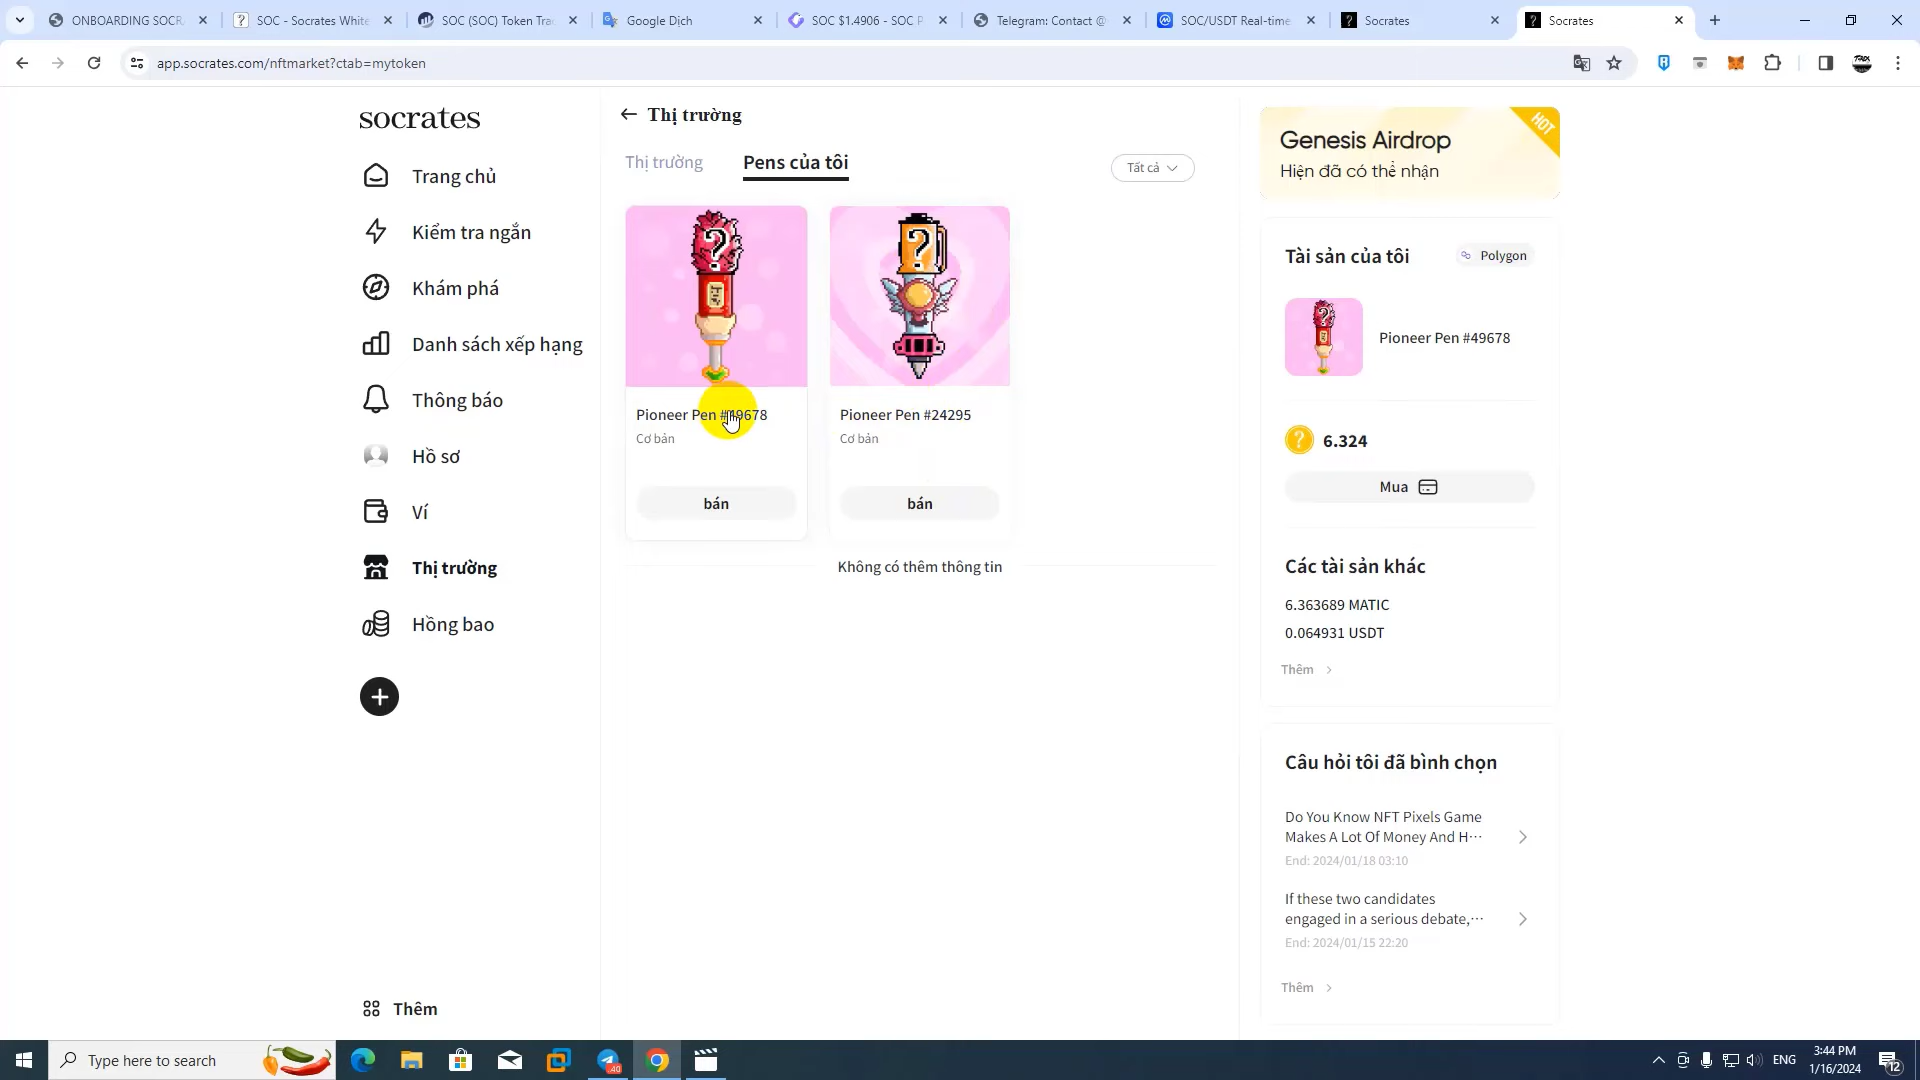 ONBOARDING SOCRA
SOC - Socrates White
SOC (SOC) Token Tra
Google Dịch
SOC $1.4906 - SOC P
Telegram: Contact @
SOC/USDT Real-time
Socrates
Socrates
app.socrates.com/nftmarket?ctab=mytoken
socrates
Trang chủ
Kiểm tra ngắn
Khám phá
Danh sách xếp hạng
Thông báo
Hồ sơ
Ví
Thị trường
Hồng bao
Thêm
Thị trường
Thị trường
Pens của tôi
Tất cả
Pioneer Pen #49678
Cơ bản
bán
Pioneer Pen #24295
Cơ bản
bán
Không có thêm thông tin
Genesis Airdrop
Hiện đã có thể nhận
HOT
Tài sản của tôi
Polygon
Pioneer Pen #49678
6.324
Mua
Các tài sản khác
6.363689 MATIC
0.064931 USDT
Thêm
Câu hỏi tôi đã bình chọn
Do You Know NFT Pixels Game
Makes A Lot Of Money And H···
End: 2024/01/18 03:10
If these two candidates
engaged in a serious debate,···
End: 2024/01/15 22:20
Thêm
Type here to search
40
ENG
3:44 PM
1/16/2024
12